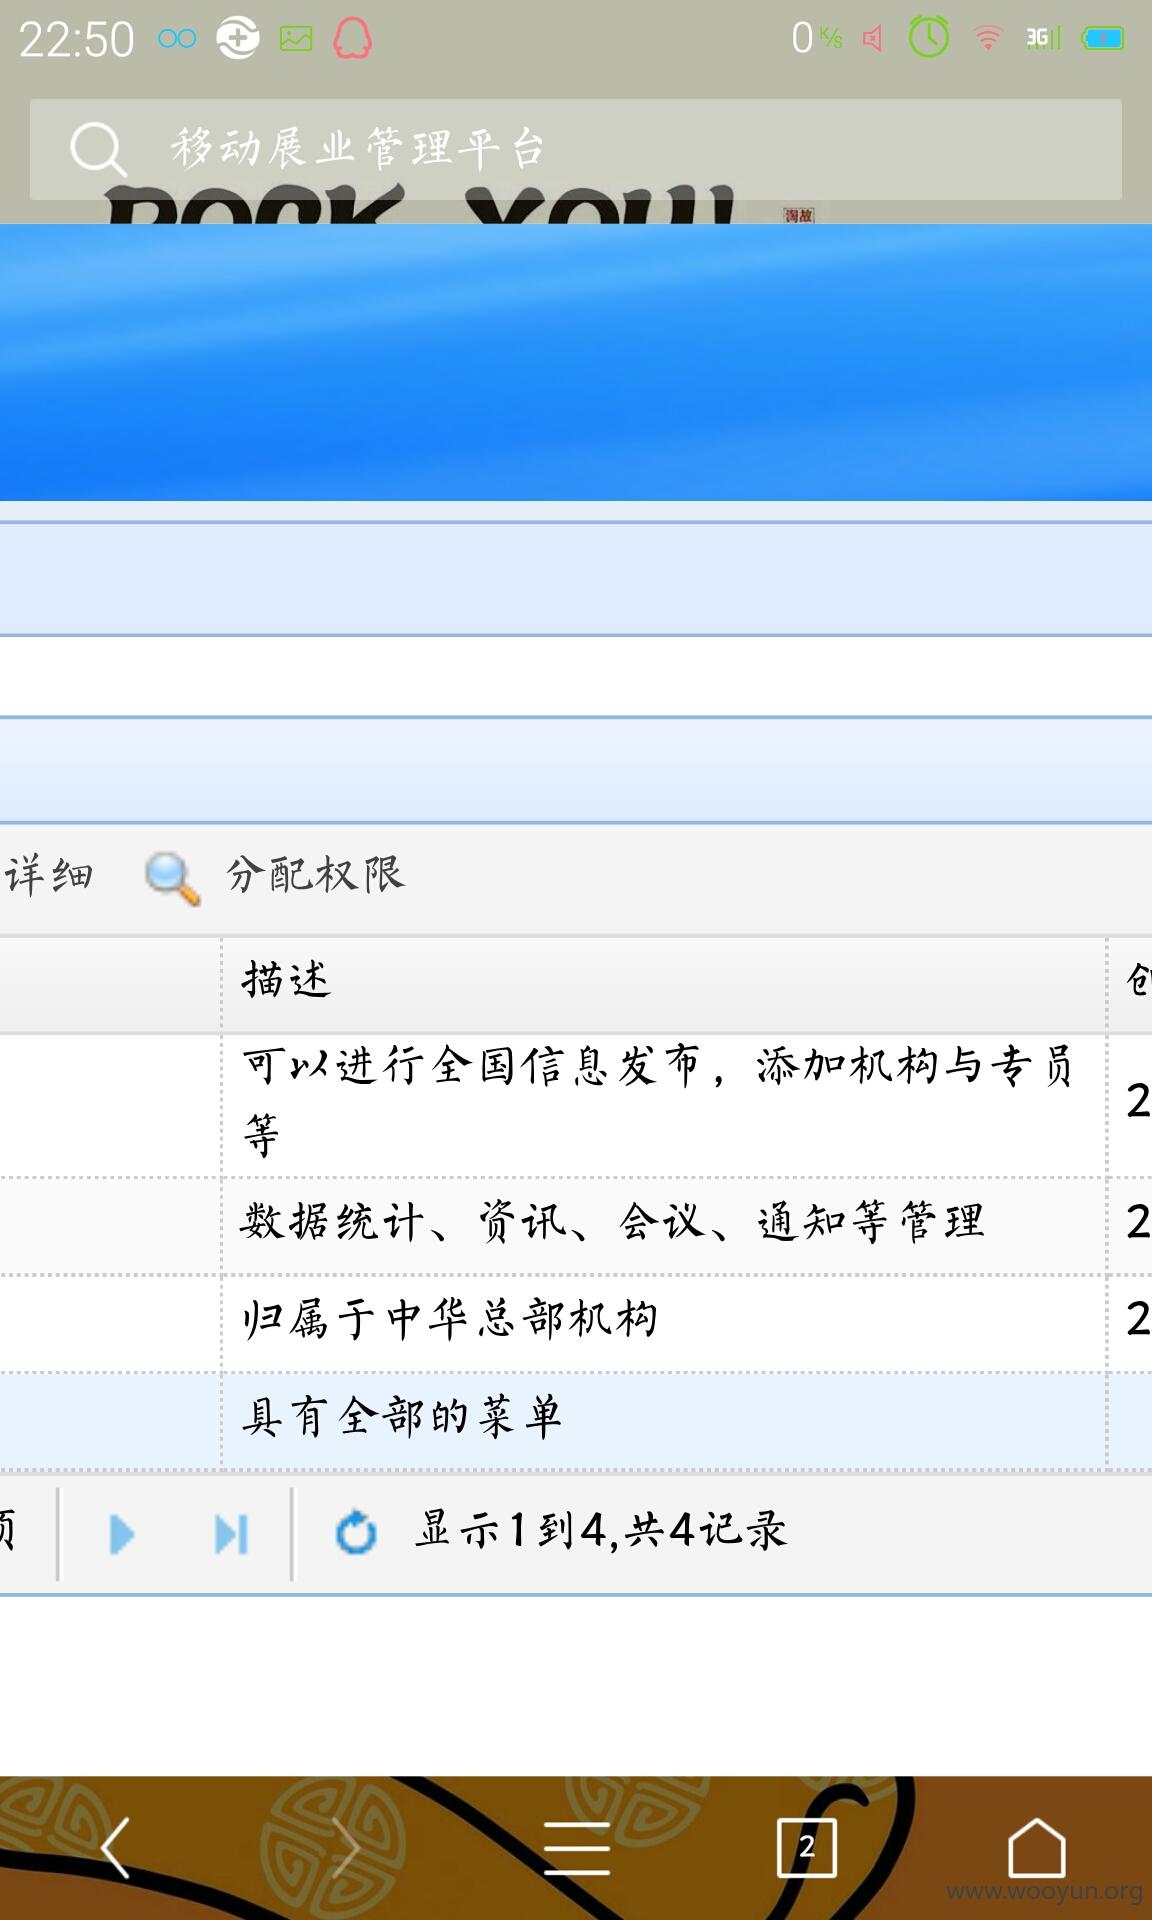 22:50
0 K/s
3G
移动展业管理平台
ROCK YOU!
淘故
详细
分配权限
描述
创
可以进行全国信息发布，添加机构与专员
等
2
数据统计、资讯、会议、通知等管理
2
归属于中华总部机构
2
具有全部的菜单
显示1到4,共4记录
2
www.wooyun.org